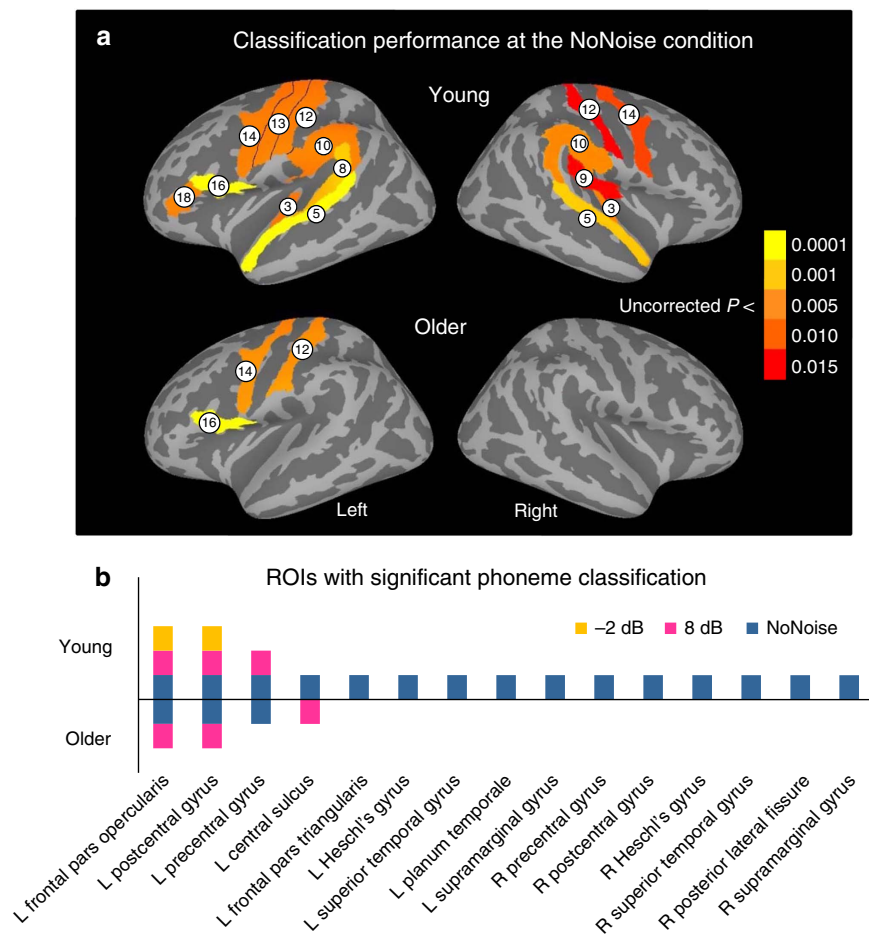 a
Classification performance at the NoNoise condition
Young
14 13 12 10 8 16 18 3 5
12 14 10 9 3 5
0.0001
0.001
Uncorrected P < 0.005
0.010
0.015
Older
14 12 16
Left Right
b
ROIs with significant phoneme classification
–2 dB 8 dB NoNoise
Young
Older
L frontal pars opercularis
L postcentral gyrus
L precentral gyrus
L central sulcus
L frontal pars triangularis
L Heschl's gyrus
L superior temporal gyrus
L planum temporale
L supramarginal gyrus
R precentral gyrus
R postcentral gyrus
R Heschl's gyrus
R superior temporal gyrus
R posterior lateral fissure
R supramarginal gyrus